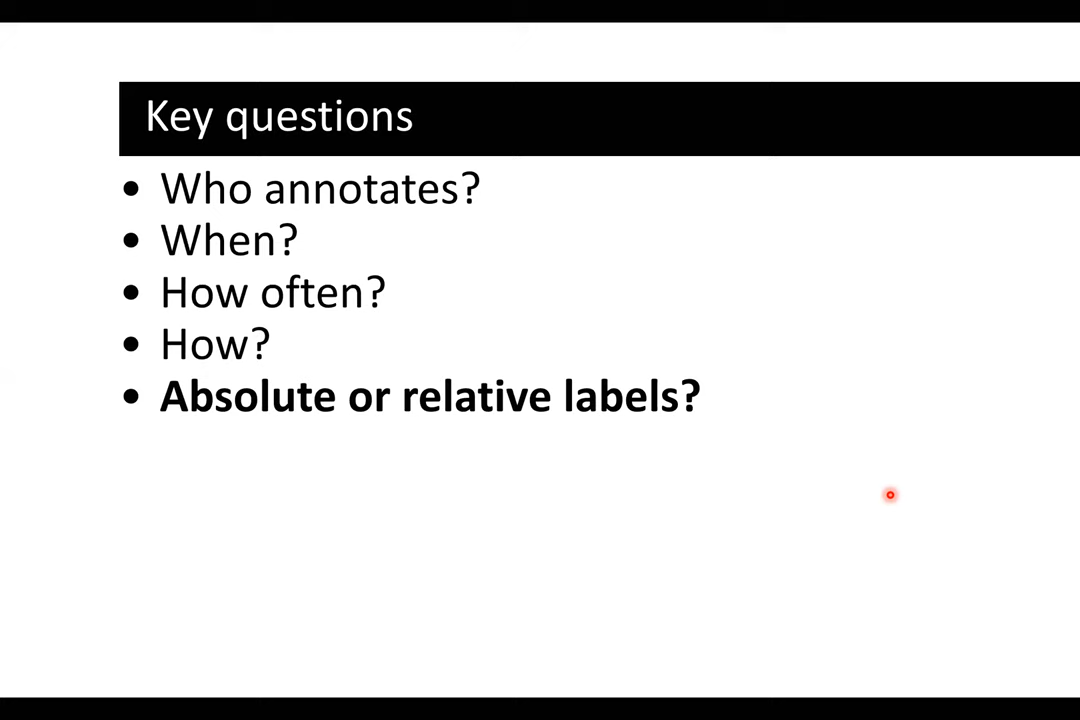 Key questions
• Who annotates?
• When?
• How often?
• How?
• Absolute or relative labels?